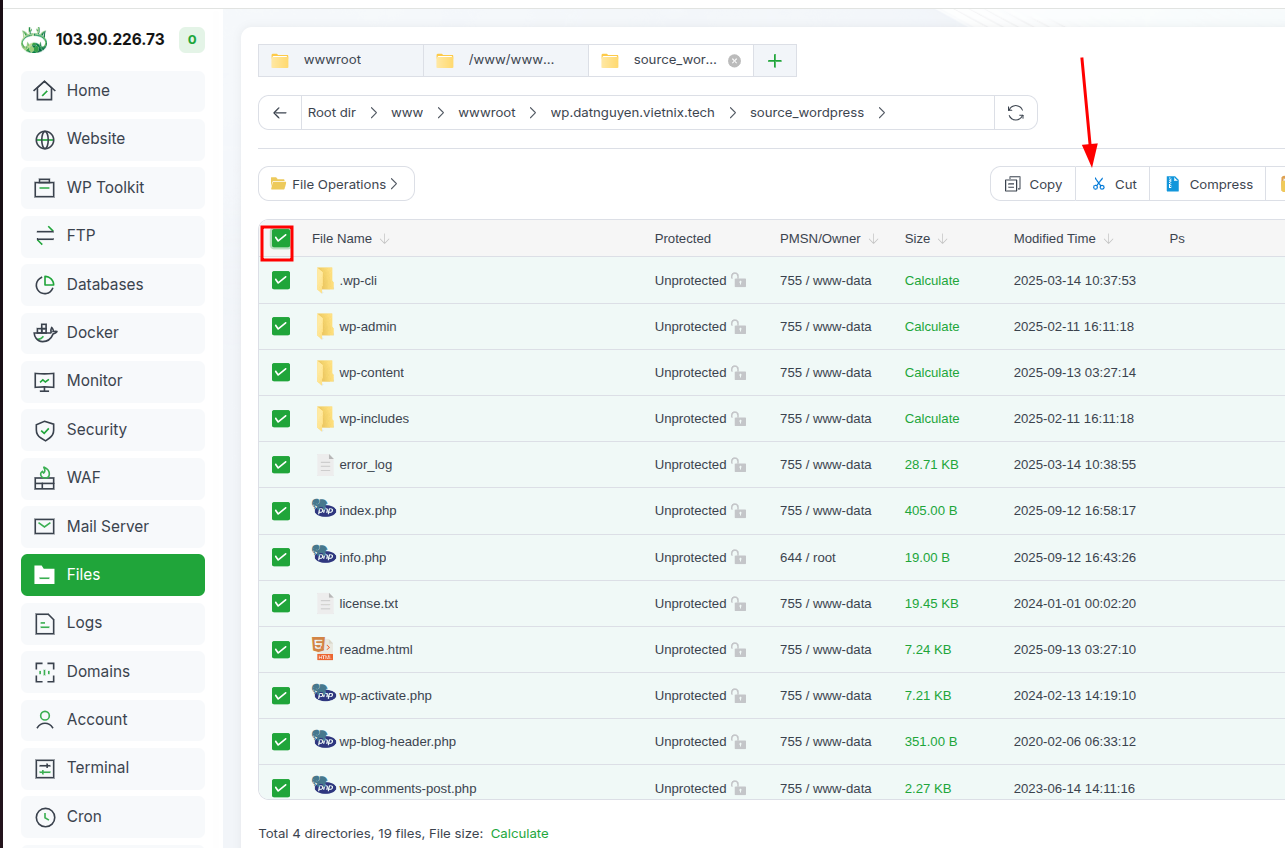 103.90.226.73 0
Home
Website
WP Toolkit
FTP
Databases
Docker
Monitor
Security
WAF
Mail Server
Files
Logs
Domains
Account
Terminal
Cron
wwwroot /www/www... source_wor...
Root dir www wwwroot wp.datnguyen.vietnix.tech source_wordpress
File Operations Copy Cut Compress
File Name Protected PMSN/Owner Size Modified Time Ps
.wp-cli Unprotected 755 / www-data Calculate 2025-03-14 10:37:53
wp-admin Unprotected 755 / www-data Calculate 2025-02-11 16:11:18
wp-content Unprotected 755 / www-data Calculate 2025-09-13 03:27:14
wp-includes Unprotected 755 / www-data Calculate 2025-02-11 16:11:18
error_log Unprotected 755 / www-data 28.71 KB 2025-03-14 10:38:55
php index.php Unprotected 755 / www-data 405.00 B 2025-09-12 16:58:17
php info.php Unprotected 644 / root 19.00 B 2025-09-12 16:43:26
license.txt Unprotected 755 / www-data 19.45 KB 2024-01-01 00:02:20
5 HTML readme.html Unprotected 755 / www-data 7.24 KB 2025-09-13 03:27:10
php wp-activate.php Unprotected 755 / www-data 7.21 KB 2024-02-13 14:19:10
php wp-blog-header.php Unprotected 755 / www-data 351.00 B 2020-02-06 06:33:12
php wp-comments-post.php Unprotected 755 / www-data 2.27 KB 2023-06-14 14:11:16
Total 4 directories, 19 files, File size: Calculate